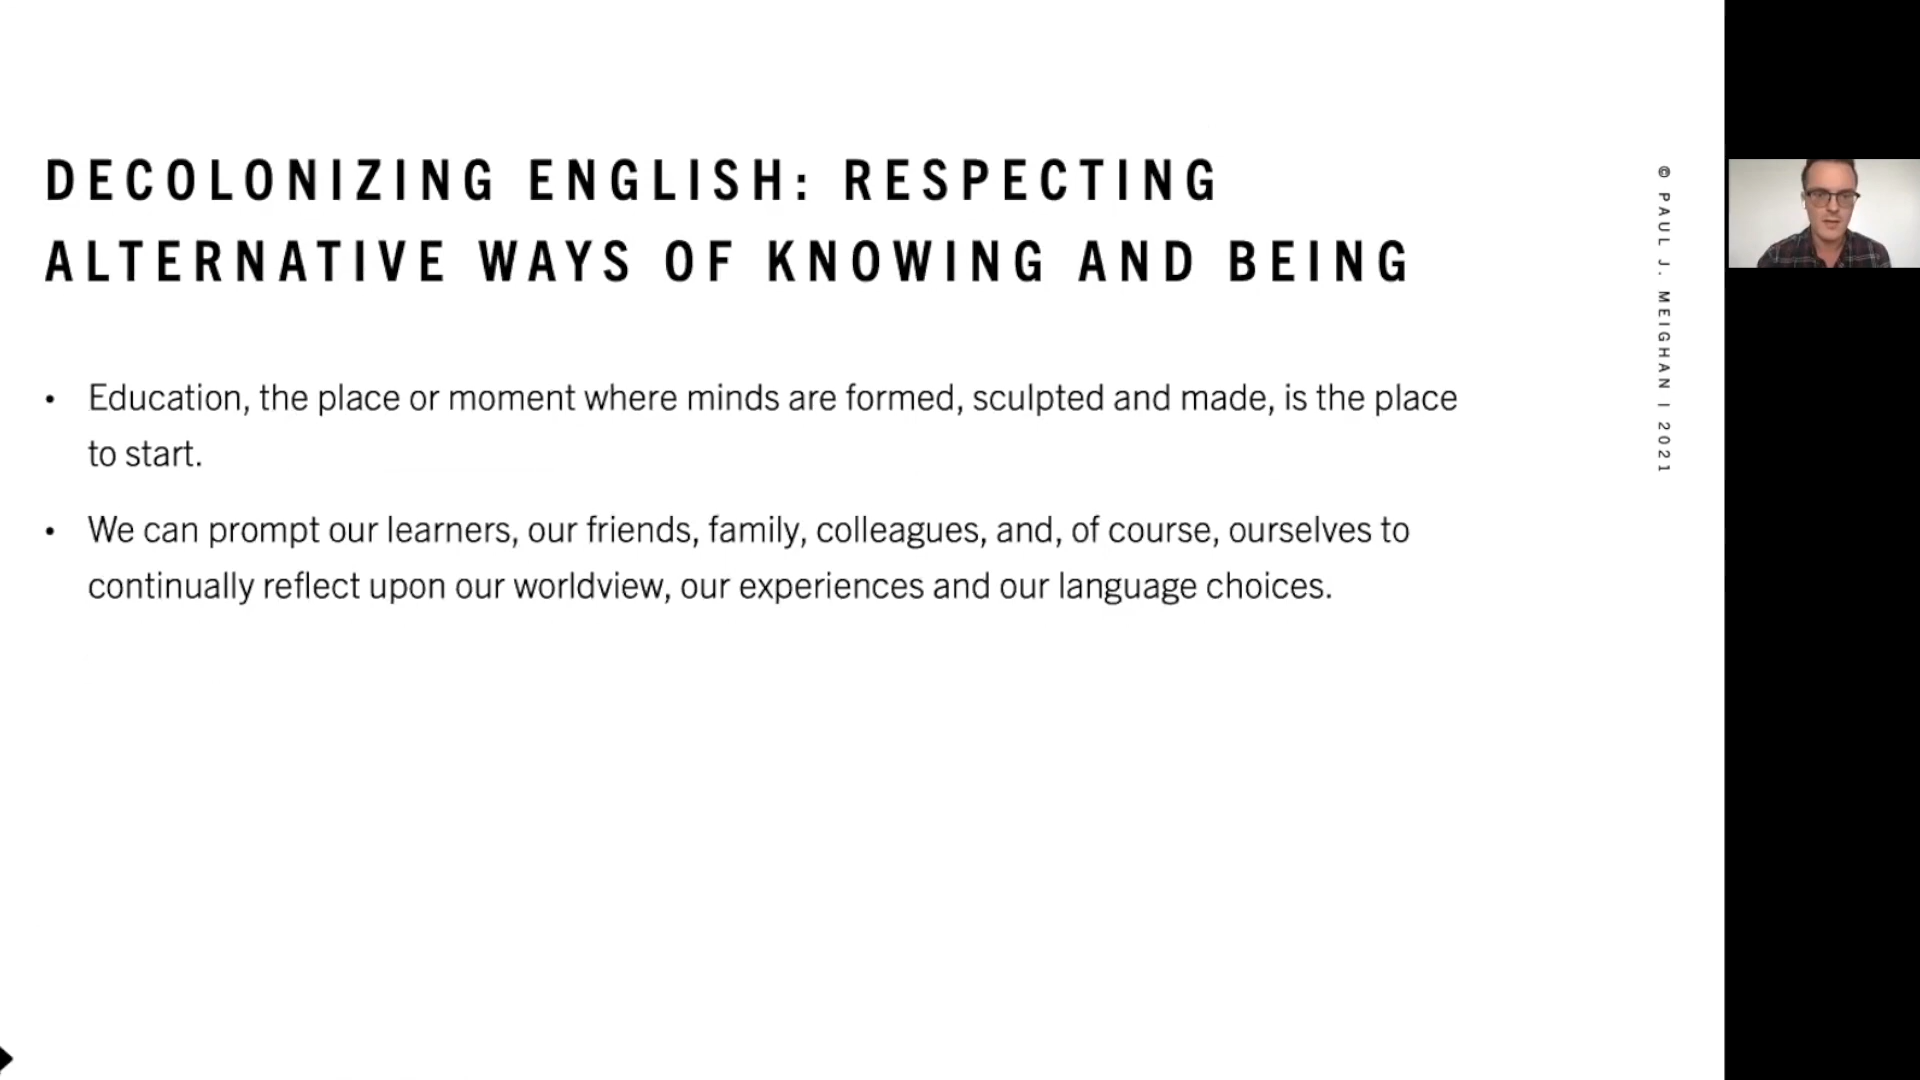 DECOLONIZING ENGLISH: RESPECTING
ALTERNATIVE WAYS OF KNOWING AND BEING
• Education, the place or moment where minds are formed, sculpted and made, is the place
to start.
• We can prompt our learners, our friends, family, colleagues, and, of course, ourselves to
continually reflect upon our worldview, our experiences and our language choices.
© PAUL J. MEIGHAN | 2021